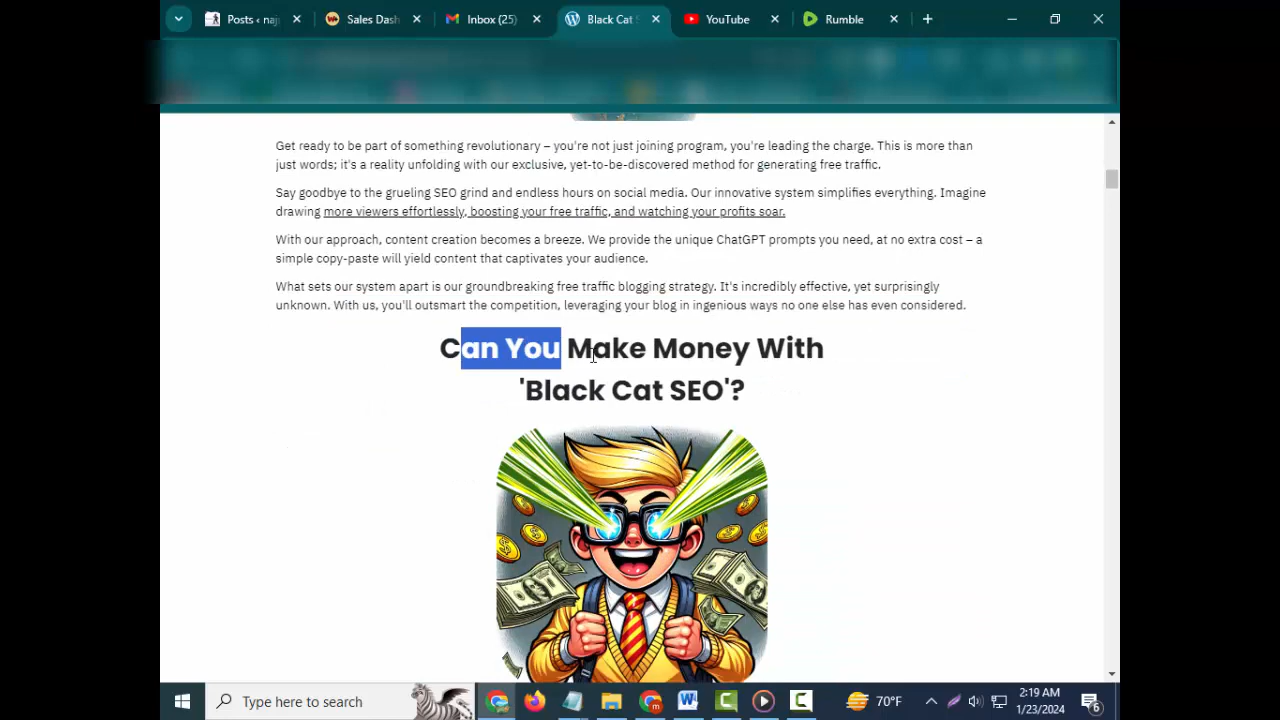 Posts ‹ naj
Sales Dash
Inbox (25)
Black Cat S
YouTube
Rumble
Get ready to be part of something revolutionary – you're not just joining program, you're leading the charge. This is more than
just words; it's a reality unfolding with our exclusive, yet-to-be-discovered method for generating free traffic.
Say goodbye to the grueling SEO grind and endless hours on social media. Our innovative system simplifies everything. Imagine
drawing more viewers effortlessly, boosting your free traffic, and watching your profits soar.
With our approach, content creation becomes a breeze. We provide the unique ChatGPT prompts you need, at no extra cost – a
simple copy-paste will yield content that captivates your audience.
What sets our system apart is our groundbreaking free traffic blogging strategy. It's incredibly effective, yet surprisingly
unknown. With us, you'll outsmart the competition, leveraging your blog in ingenious ways no one else has even considered.
Can You Make Money With
'Black Cat SEO'?
Type here to search
70°F
2:19 AM
1/23/2024
6